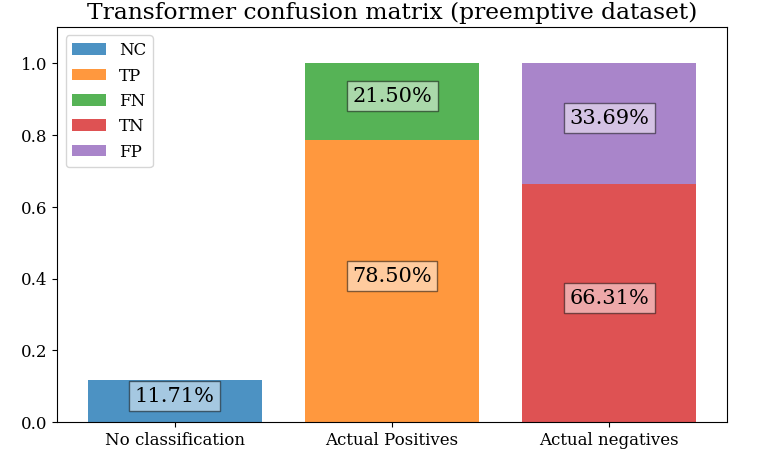 Transformer confusion matrix (preemptive dataset)
NC
TP
FN
TN
FP
1.0
0.8
0.6
0.4
0.2
0.0
21.50%
33.69%
78.50%
66.31%
11.71%
No classification
Actual Positives
Actual negatives